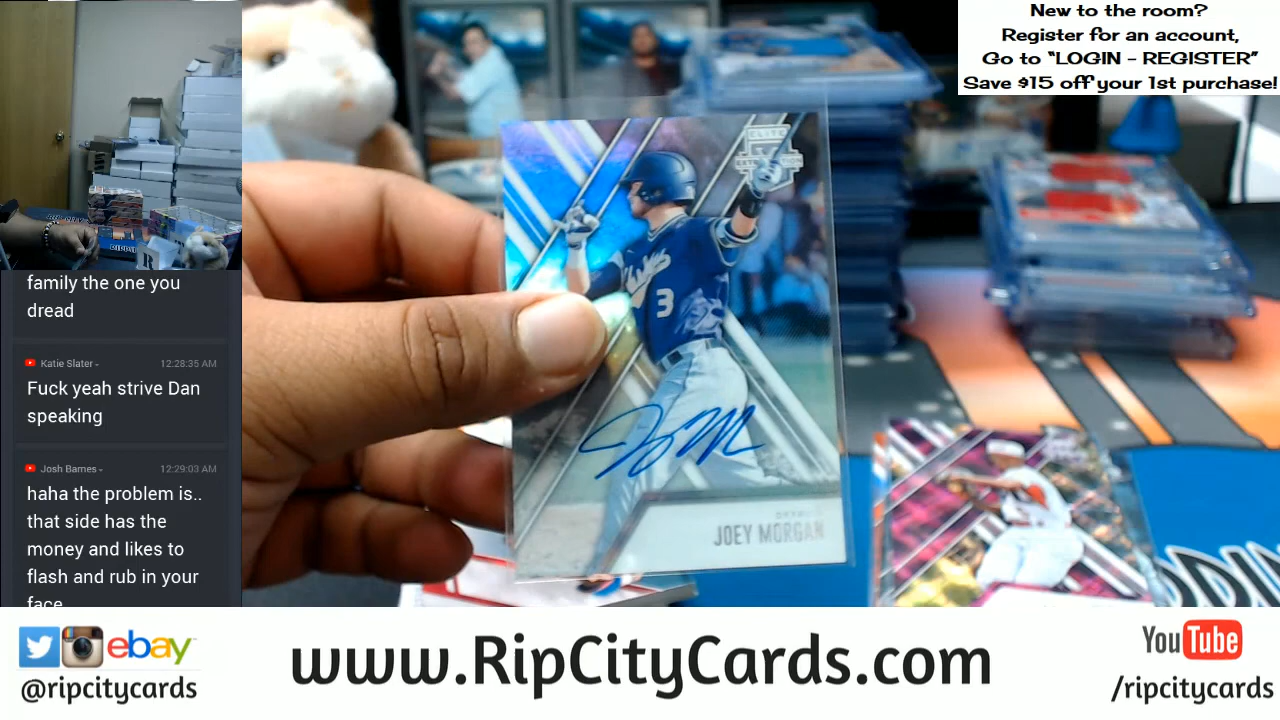 New to the room?
Register for an account,
Go to “LOGIN – REGISTER”
Save $15 off your 1st purchase!
family the one you
dread
Katie Slater
12:28:35 AM
Fuck yeah strive Dan
speaking
Josh Barnes
12:29:03 AM
haha the problem is..
that side has the
money and likes to
flash and rub in your
face
ELITE
3
DETROIT
JOEY MORGAN
ebay
@ripcitycards
www.RipCityCards.com
YouTube
/ripcitycards